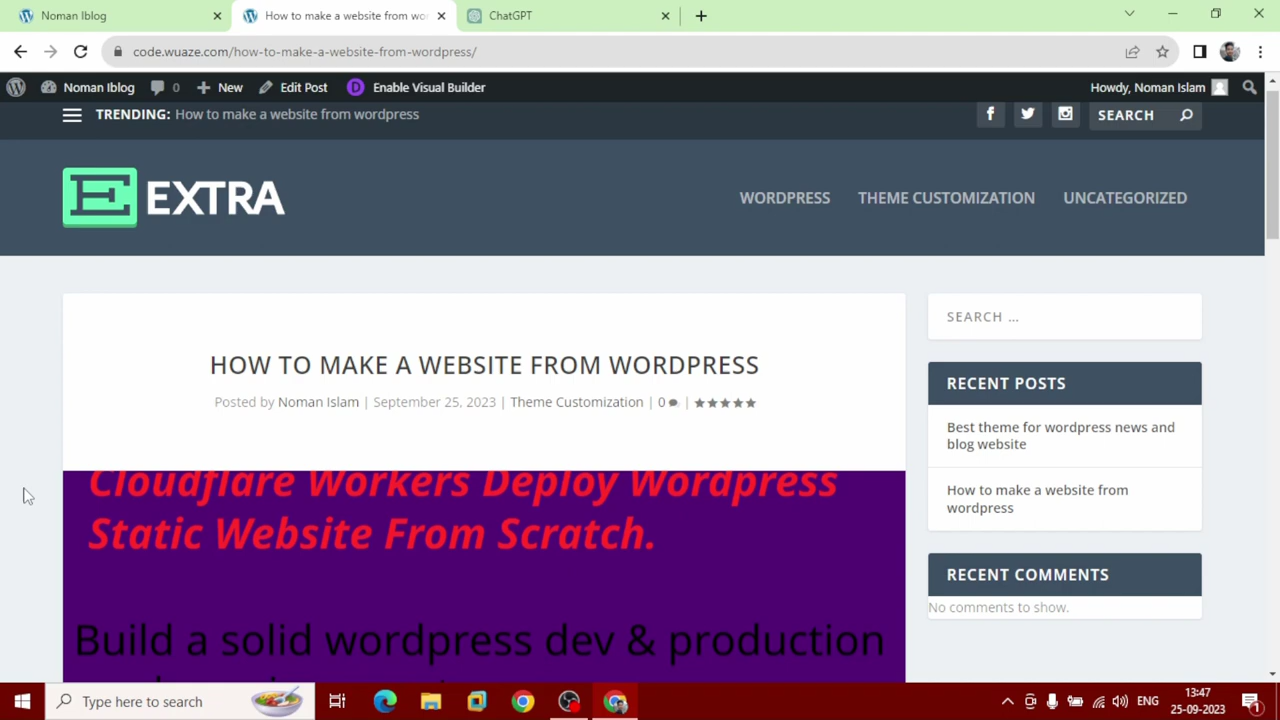 Noman Iblog
How to make a website from wor
ChatGPT
code.wuaze.com/how-to-make-a-website-from-wordpress/
Noman Iblog 0 New Edit Post D Enable Visual Builder Howdy, Noman Islam
TRENDING: How to make a website from wordpress
SEARCH
E EXTRA
WORDPRESS THEME CUSTOMIZATION UNCATEGORIZED
HOW TO MAKE A WEBSITE FROM WORDPRESS
Posted by Noman Islam | September 25, 2023 | Theme Customization | 0 |
Cloudflare Workers Deploy Wordpress
Static Website From Scratch.
Build a solid wordpress dev & production
SEARCH ...
RECENT POSTS
Best theme for wordpress news and
blog website
How to make a website from
wordpress
RECENT COMMENTS
No comments to show.
Type here to search
ENG
13:47
25-09-2023
1